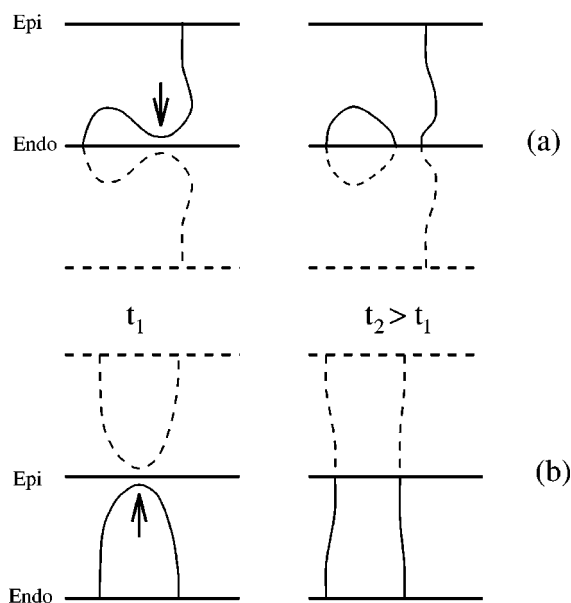 Epi
Endo
(a)
t₁
t₂ > t₁
Epi
(b)
Endo